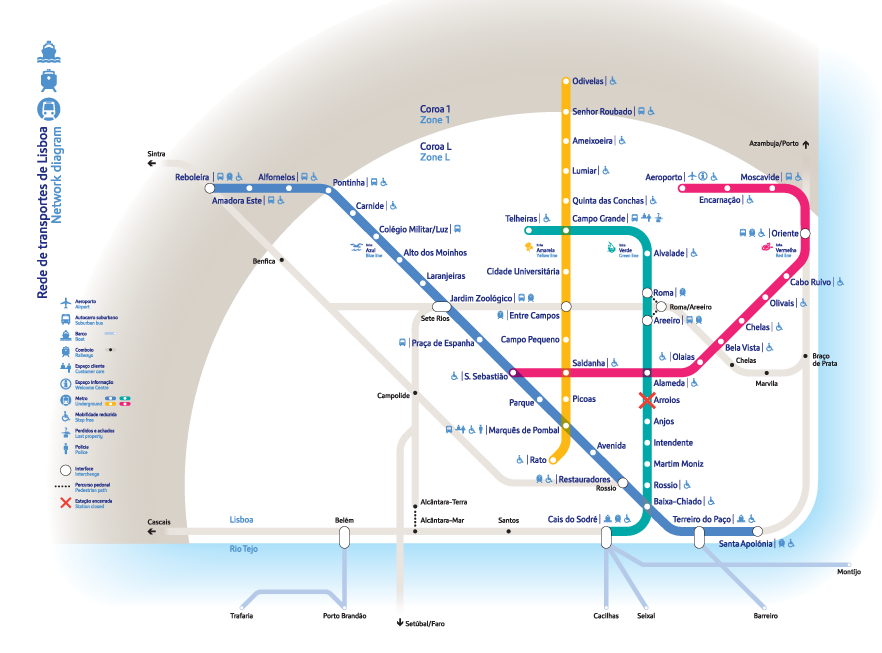 Rede de transportes de Lisboa
Network diagram
Coroa 1
Zone 1
Coroa L
Zone L
Odivelas
Senhor Roubado
Ameixoeira
Lumiar
Quinta das Conchas
Telheiras
Campo Grande
Linha
Amarela
Yellow line
Linha
Verde
Green line
Linha
Azul
Blue line
Linha
Vermelha
Red line
Azambuja/Porto
Sintra
Reboleira
Alfornelos
Pontinha
Amadora Este
Carnide
Colégio Militar/Luz
Alto dos Moinhos
Laranjeiras
Benfica
Jardim Zoológico
Sete Rios
Praça de Espanha
S. Sebastião
Parque
Marquês de Pombal
Avenida
Rato
Restauradores
Rossio
Cidade Universitária
Entre Campos
Campo Pequeno
Saldanha
Picoas
Aeroporto
Moscavide
Encarnação
Oriente
Cabo Ruivo
Olivais
Chelas
Bela Vista
Olaias
Chelas
Marvila
Braço
de Prata
Alvalade
Roma
Roma/Areeiro
Areeiro
Alameda
Arroios
Anjos
Intendente
Martim Moniz
Rossio
Baixa-Chiado
Cais do Sodré
Terreiro do Paço
Santa Apolónia
Campolide
Alcântara-Terra
Alcântara-Mar
Santos
Belém
Cascais
Lisboa
Rio Tejo
Trafaria
Porto Brandão
Setúbal/Faro
Cacilhas
Seixal
Barreiro
Montijo
Aeroporto
Airport
Autocarro suburbano
Suburban bus
Barco
Boat
Comboio
Railways
Espaço cliente
Customer care
Espaço informação
Welcome Centre
Metro
Underground
Mobilidade reduzida
Step free
Perdidos e achados
Lost property
Polícia
Police
Interface
Interchange
Percurso pedonal
Pedestrian path
Estação encerrada
Station closed